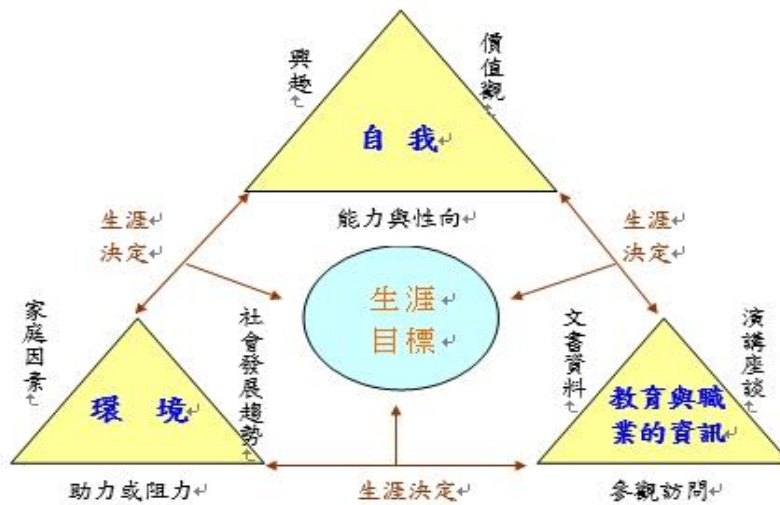 興趣
價值觀
自 我
能力與性向
生涯
決定
生涯
決定
生涯
目標
家庭因素
社會發展趨勢
環 境
助力或阻力
文書資料
演講座談
教育與職
業的資訊
參觀訪問
生涯決定